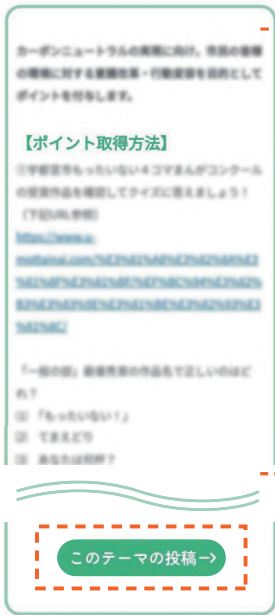 カーボンニュートラルの実現に向け、市民の皆様
の環境に対する意識改革・行動変容を目的として
ポイントを付与します。
【ポイント取得方法】
①宇都宮市もったいない4コマまんがコンクール
の受賞作品を確認してクイズに答えましょう！
（下記URL参照）
「一般の部」最優秀賞の作品名で正しいのはど
れ？
(1) 「もったいない！」
(2) てまえどり
(3) あなたは何杯？
このテーマの投稿→